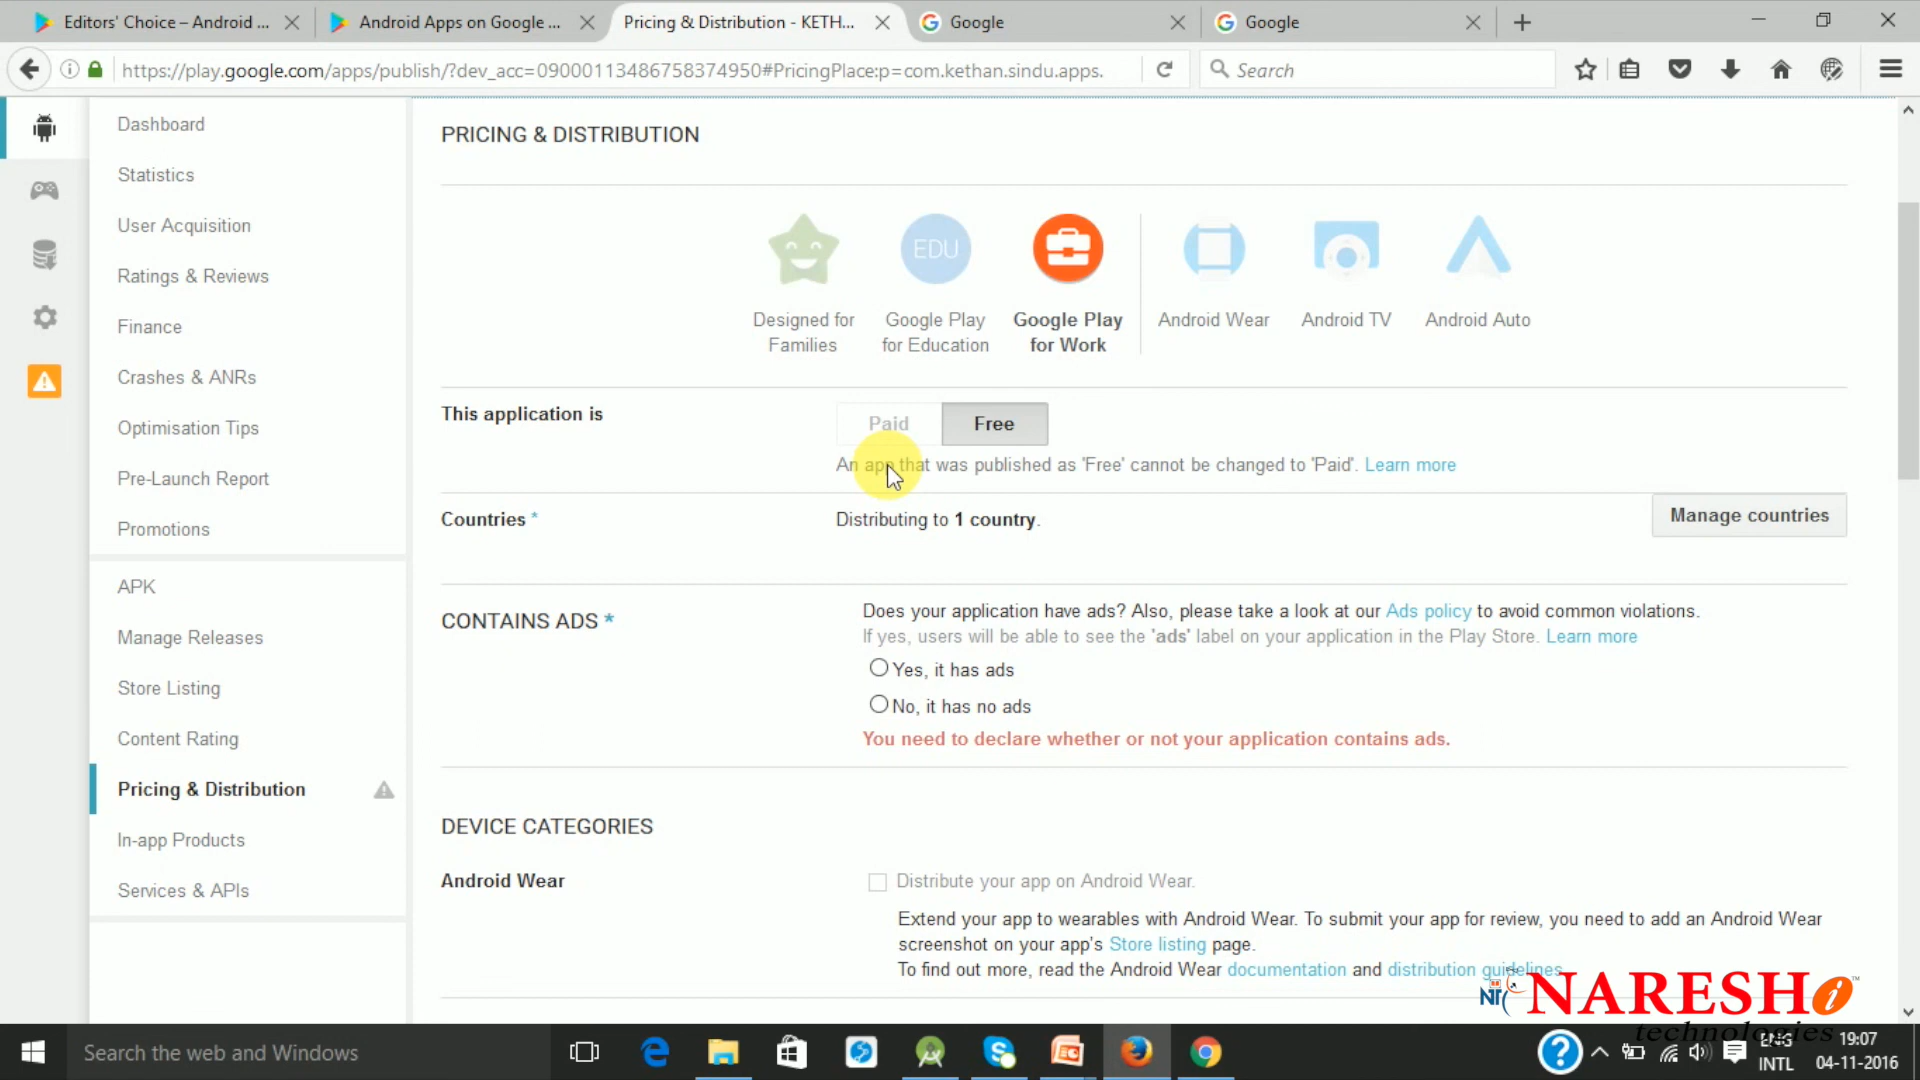 Editors' Choice – Android ...
Android Apps on Google ...
Pricing & Distribution - KETH...
Google
Google
https://play.google.com/apps/publish/?dev_acc=09000113486758374950#PricingPlace:p=com.kethan.sindu.apps.
Search
Dashboard
Statistics
User Acquisition
Ratings & Reviews
Finance
Crashes & ANRs
Optimisation Tips
Pre-Launch Report
Promotions
APK
Manage Releases
Store Listing
Content Rating
Pricing & Distribution
In-app Products
Services & APIs
PRICING & DISTRIBUTION
EDU
Designed for
Families
Google Play
for Education
Google Play
for Work
Android Wear
Android TV
Android Auto
This application is
Paid
Free
An app that was published as 'Free' cannot be changed to 'Paid'. Learn more
Countries *
Distributing to 1 country.
Manage countries
CONTAINS ADS *
Does your application have ads? Also, please take a look at our Ads policy to avoid common violations.
If yes, users will be able to see the 'ads' label on your application in the Play Store. Learn more
Yes, it has ads
No, it has no ads
You need to declare whether or not your application contains ads.
DEVICE CATEGORIES
Android Wear
Distribute your app on Android Wear.
Extend your app to wearables with Android Wear. To submit your app for review, you need to add an Android Wear
screenshot on your app's Store listing page.
To find out more, read the Android Wear documentation and distribution guidelines
NARESH i ™
technologies
Search the web and Windows
ENG
INTL
19:07
04-11-2016